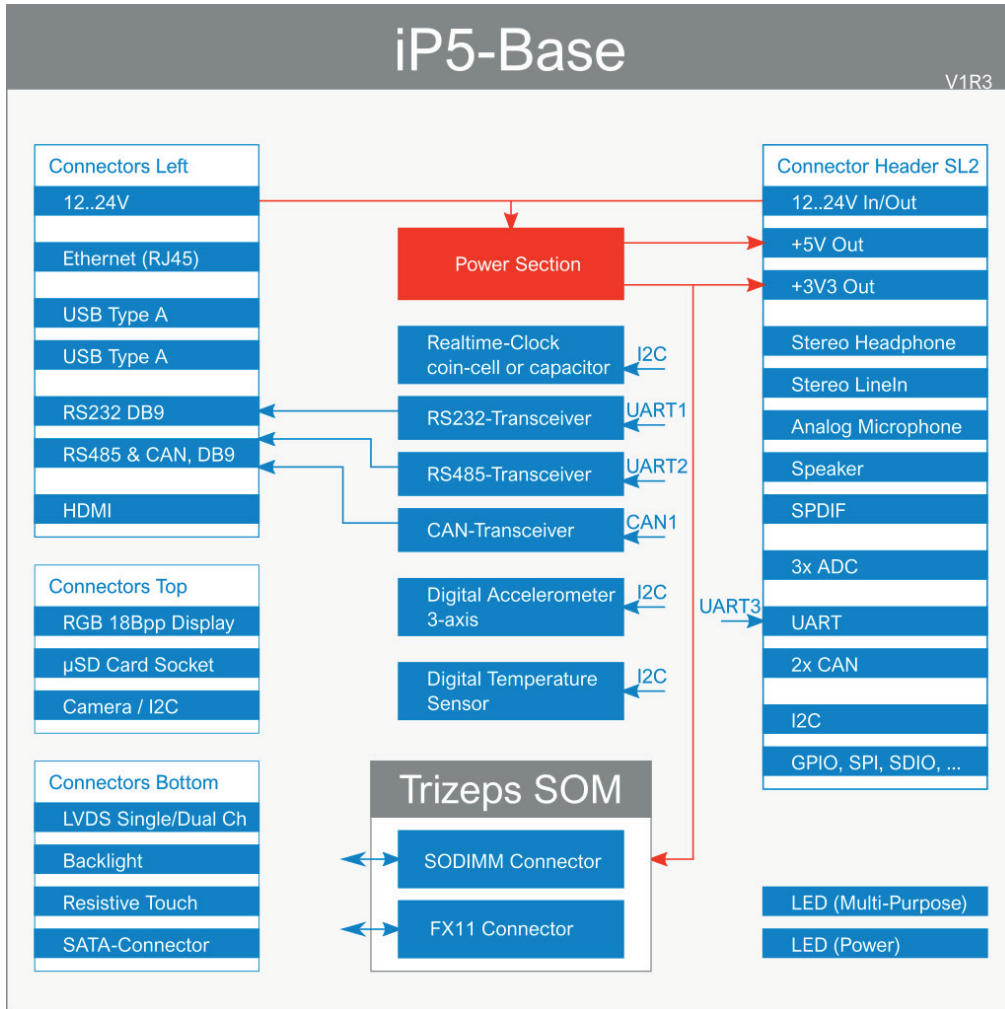 iP5-Base
V1R3
Connectors Left
12..24V
Ethernet (RJ45)
USB Type A
USB Type A
RS232 DB9
RS485 & CAN, DB9
HDMI
Connectors Top
RGB 18Bpp Display
µSD Card Socket
Camera / I2C
Connectors Bottom
LVDS Single/Dual Ch
Backlight
Resistive Touch
SATA-Connector
Power Section
Realtime-Clock
coin-cell or capacitor
I2C
RS232-Transceiver
UART1
RS485-Transceiver
UART2
CAN-Transceiver
CAN1
Digital Accelerometer
3-axis
I2C
Digital Temperature
Sensor
I2C
Trizeps SOM
SODIMM Connector
FX11 Connector
Connector Header SL2
12..24V In/Out
+5V Out
+3V3 Out
Stereo Headphone
Stereo LineIn
Analog Microphone
Speaker
SPDIF
3x ADC
UART3
UART
2x CAN
I2C
GPIO, SPI, SDIO, ...
LED (Multi-Purpose)
LED (Power)